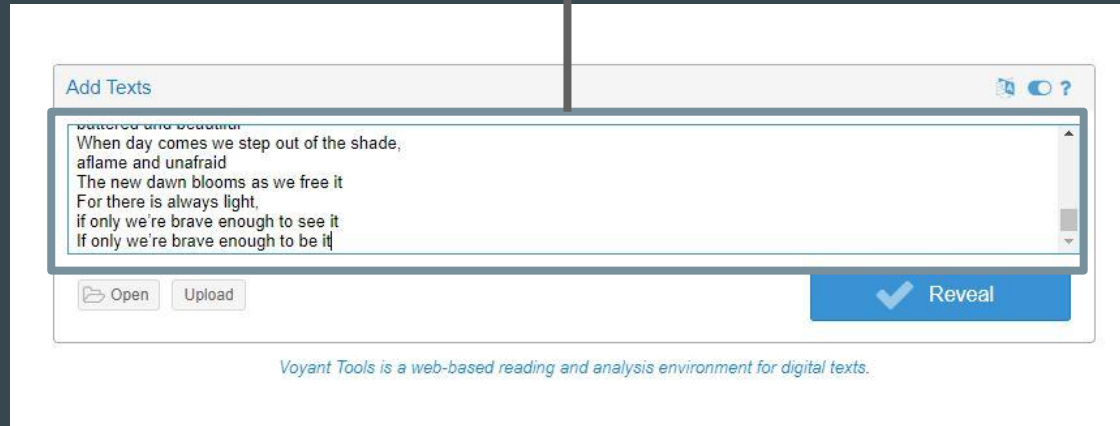 Add Texts
?
battered and beautiful
When day comes we step out of the shade,
aflame and unafraid
The new dawn blooms as we free it
For there is always light,
if only we're brave enough to see it
If only we're brave enough to be it
Open Upload
Reveal
Voyant Tools is a web-based reading and analysis environment for digital texts.